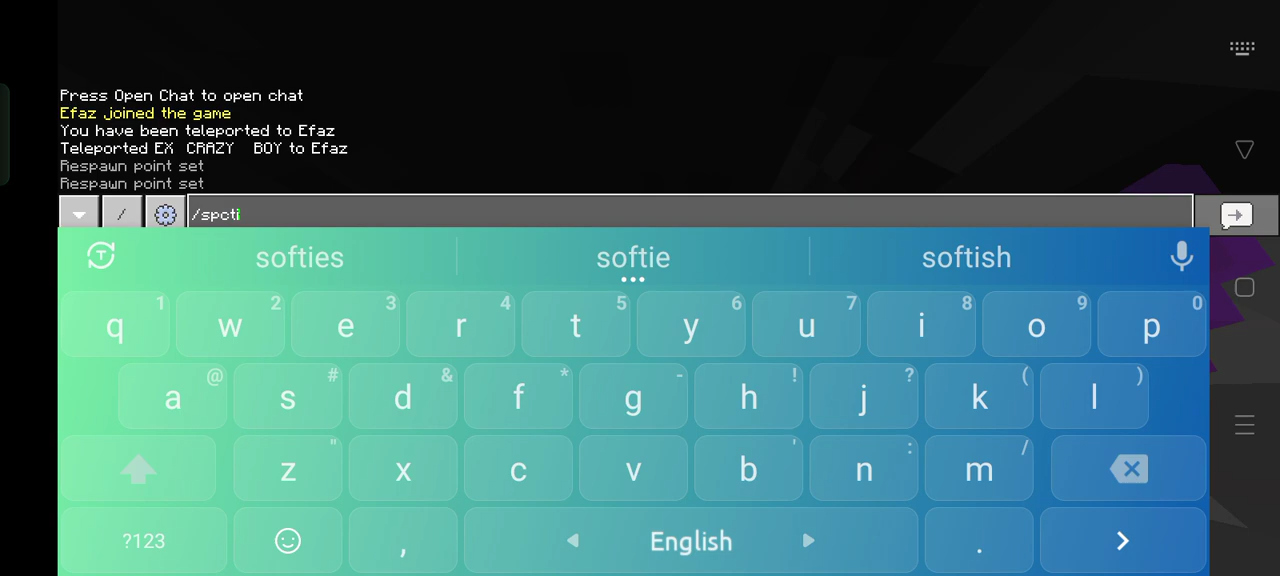 Press Open Chat to open chat
Efaz joined the game
You have been teleported to Efaz
Teleported EX CRAZY BOY to Efaz
Respawn point set
Respawn point set
/ /spcti
softies softie softish
1 2 3 4 5 6 7 8 9 0
q w e r t y u i o p
@ # & * - ! ? ( )
a s d f g h j k l
" ' : /
z x c v b n m
?123 , English .